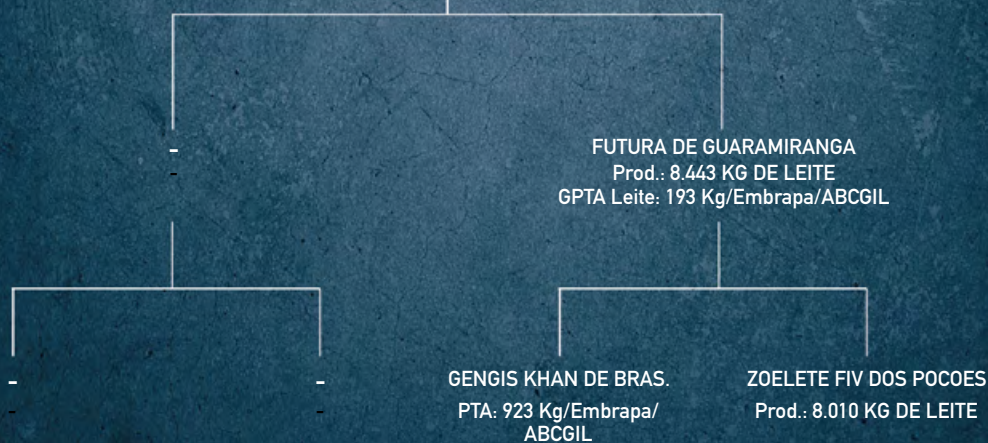 -
-
FUTURA DE GUARAMIRANGA
Prod.: 8.443 KG DE LEITE
GPTA Leite: 193 Kg/Embrapa/ABCGIL
-
-
-
-
GENGIS KHAN DE BRAS.
PTA: 923 Kg/Embrapa/
ABCGIL
ZOELETE FIV DOS POCOES
Prod.: 8.010 KG DE LEITE